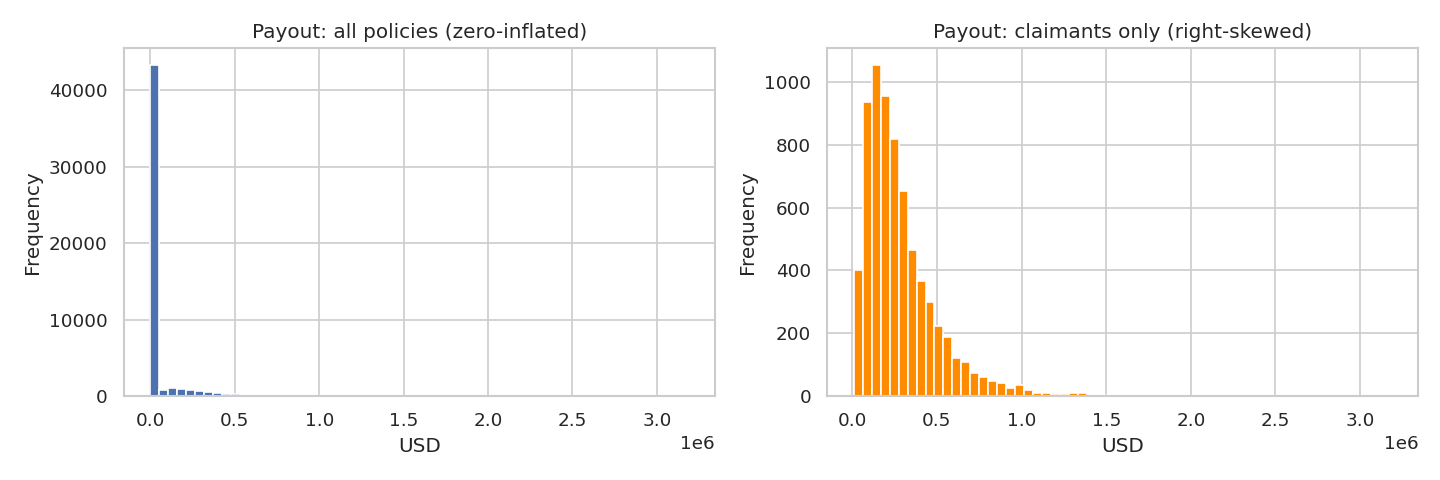 Payout: all policies (zero-inflated)
Frequency
40000
30000
20000
10000
0
0.0 0.5 1.0 1.5 2.0 2.5 3.0
1e6
USD
Payout: claimants only (right-skewed)
Frequency
1000
800
600
400
200
0
0.0 0.5 1.0 1.5 2.0 2.5 3.0
1e6
USD